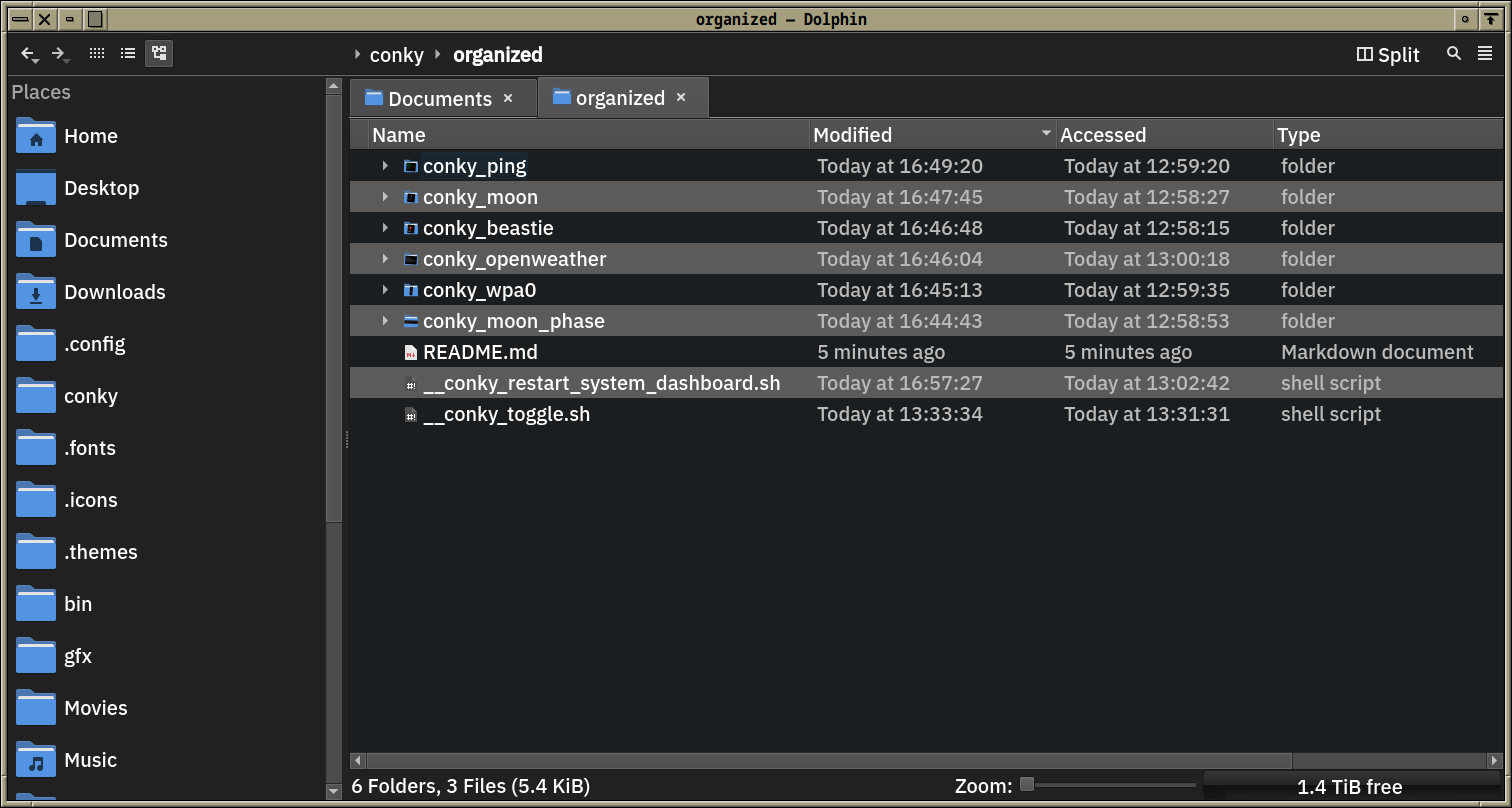 organized – Dolphin
conky organized Split
Places
Home
Desktop
Documents
Downloads
.config
conky
.fonts
.icons
.themes
bin
gfx
Movies
Music
Documents organized
Name Modified Accessed Type
conky_ping Today at 16:49:20 Today at 12:59:20 folder
conky_moon Today at 16:47:45 Today at 12:58:27 folder
conky_beastie Today at 16:46:48 Today at 12:58:15 folder
conky_openweather Today at 16:46:04 Today at 13:00:18 folder
conky_wpa0 Today at 16:45:13 Today at 12:59:35 folder
conky_moon_phase Today at 16:44:43 Today at 12:58:53 folder
README.md 5 minutes ago 5 minutes ago Markdown document
__conky_restart_system_dashboard.sh Today at 16:57:27 Today at 13:02:42 shell script
__conky_toggle.sh Today at 13:33:34 Today at 13:31:31 shell script
6 Folders, 3 Files (5.4 KiB) Zoom: 1.4 TiB free